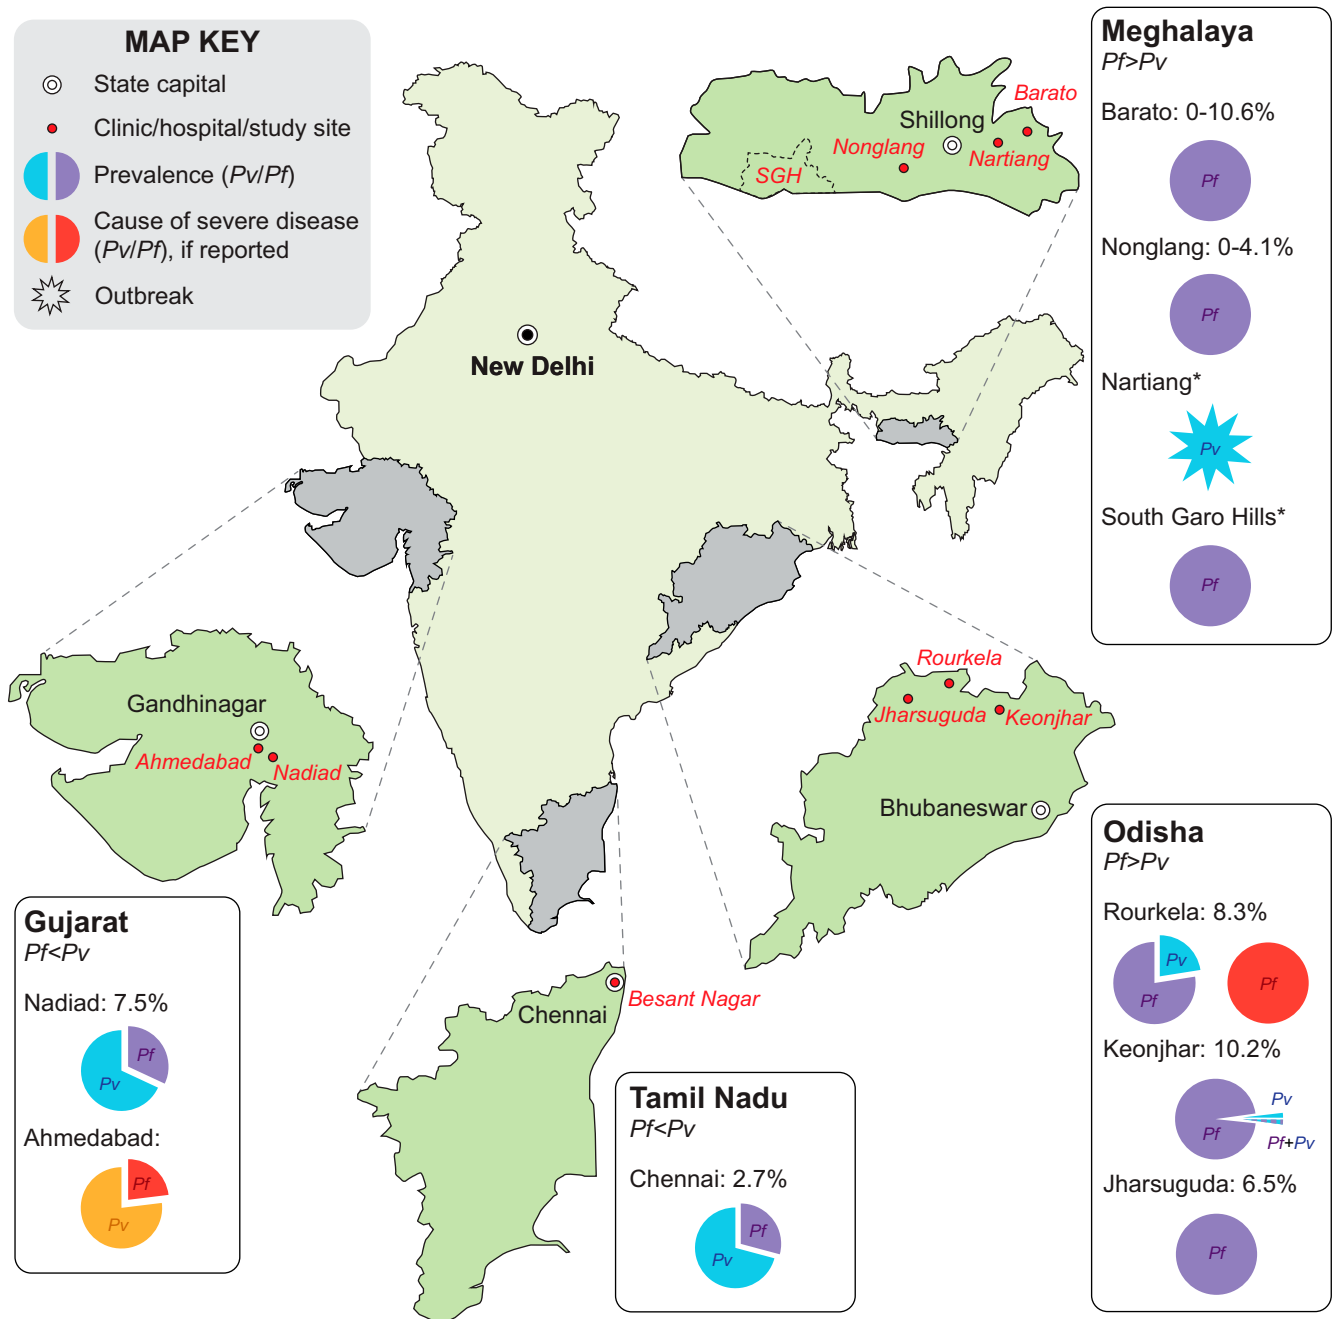 MAP KEY
State capital
Clinic/hospital/study site
Prevalence (Pv/Pf)
Cause of severe disease
(Pv/Pf), if reported
Outbreak
New Delhi
Barato
Shillong
Nonglang
Nartiang
SGH
Meghalaya
Pf>Pv
Barato: 0-10.6%
Pf
Nonglang: 0-4.1%
Pf
Nartiang*
Pv
South Garo Hills*
Pf
Gandhinagar
Ahmedabad
Nadiad
Rourkela
Jharsuguda
Keonjhar
Bhubaneswar
Gujarat
Pf<Pv
Nadiad: 7.5%
Pf
Pv
Ahmedabad:
Pf
Pv
Chennai
Besant Nagar
Tamil Nadu
Pf<Pv
Chennai: 2.7%
Pf
Pv
Odisha
Pf>Pv
Rourkela: 8.3%
Pv
Pf
Pf
Keonjhar: 10.2%
Pv
Pf
Pf+Pv
Jharsuguda: 6.5%
Pf